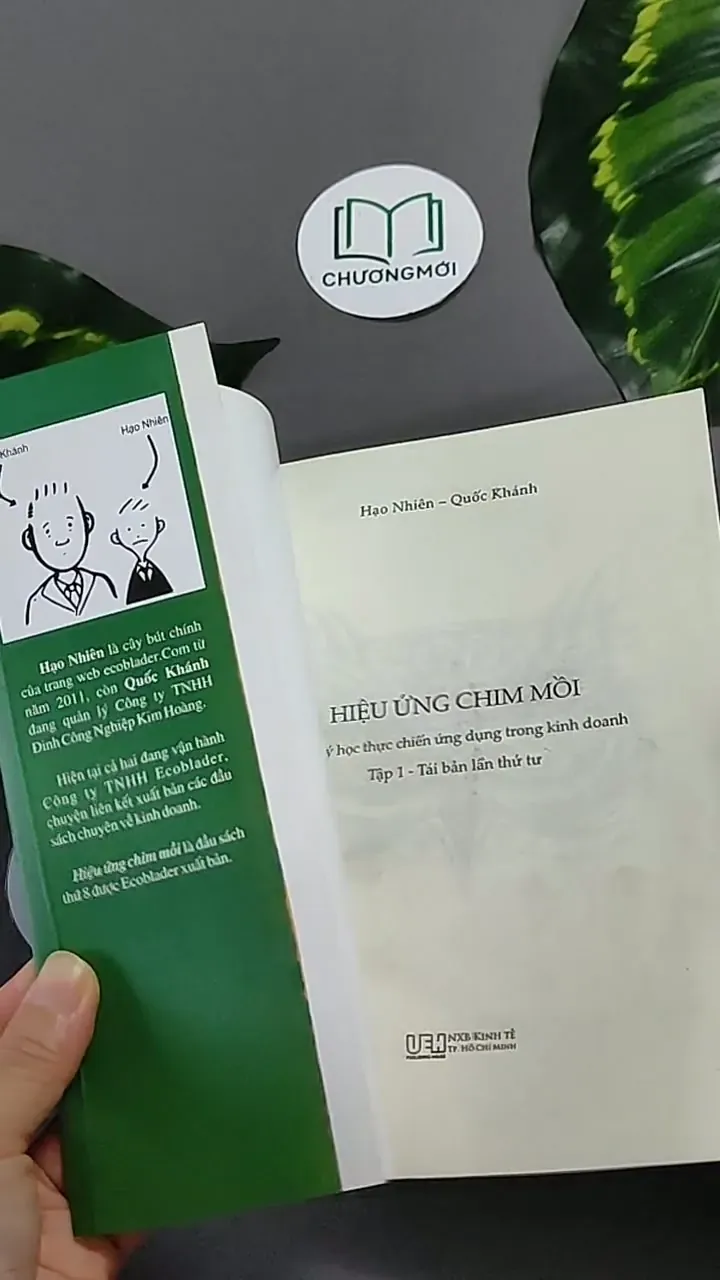 CHƯƠNGMỚI
Khánh
Hạo Nhiên
Hạo Nhiên là cây bút chính
của trang web ecoblader.Com từ
năm 2011, còn Quốc Khánh
đang quản lý Công ty TNHH
Đinh Công Nghiệp Kim Hoàng.
Hiện tại cả hai đang vận hành
Công ty TNHH Ecoblader,
chuyên liên kết xuất bản các đầu
sách chuyên về kinh doanh.
Hiệu ứng chim mồi là đầu sách
thứ 8 được Ecoblader xuất bản.
Hạo Nhiên – Quốc Khánh
HIỆU ỨNG CHIM MỒI
ý học thực chiến ứng dụng trong kinh doanh
Tập 1 - Tái bản lần thứ tư
UEH NXB KINH TẾ
TP. HỒ CHÍ MINH